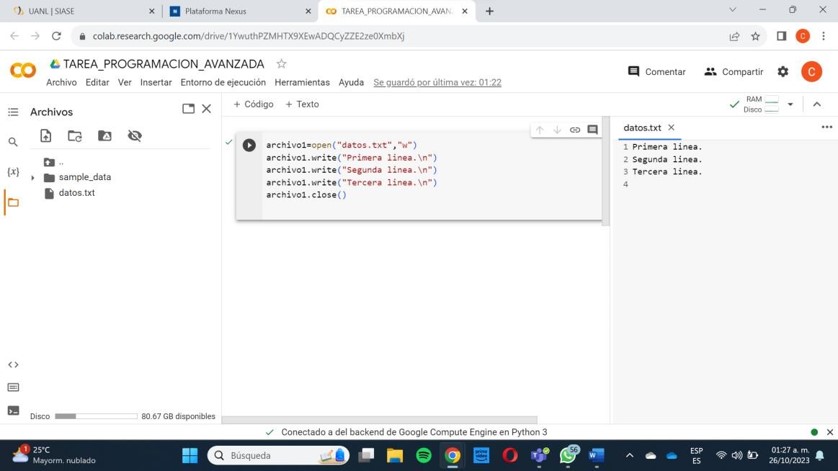 UANL | SIASE
Plataforma Nexus
TAREA_PROGRAMACION_AVAN
colab.research.google.com/drive/1YwuthPZMHTX9XEwADQCyZZE2ze0XmbXj
TAREA_PROGRAMACION_AVANZADA
Archivo Editar Ver Insertar Entorno de ejecución Herramientas Ayuda Se guardó por última vez: 01:22
Comentar Compartir C
C
Archivos
+ Código + Texto
RAM
Disco
{x}
..
sample_data
datos.txt
archivo1=open("datos.txt","w")
archivo1.write("Primera linea.\n")
archivo1.write("Segunda linea.\n")
archivo1.write("Tercera linea.\n")
archivo1.close()
datos.txt
1 Primera linea.
2 Segunda linea.
3 Tercera linea.
4
Disco 80.67 GB disponibles
Conectado a del backend de Google Compute Engine en Python 3
1
25°C
Mayorm. nublado
Búsqueda
ESP
ES
01:27 a. m.
26/10/2023